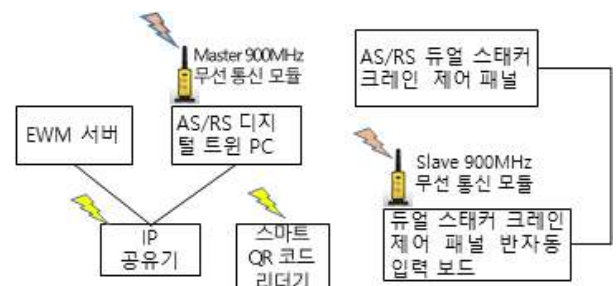 Master 900MHz
무선 통신 모듈
AS/RS 듀얼 스태커
크레인 제어 패널
EWM 서버
AS/RS 디지
털 트윈 PC
Slave 900MHz
무선 통신 모듈
IP
공유기
스마트
QR 코드
리더기
듀얼 스태커 크레인
제어 패널 반자동
입력 보드